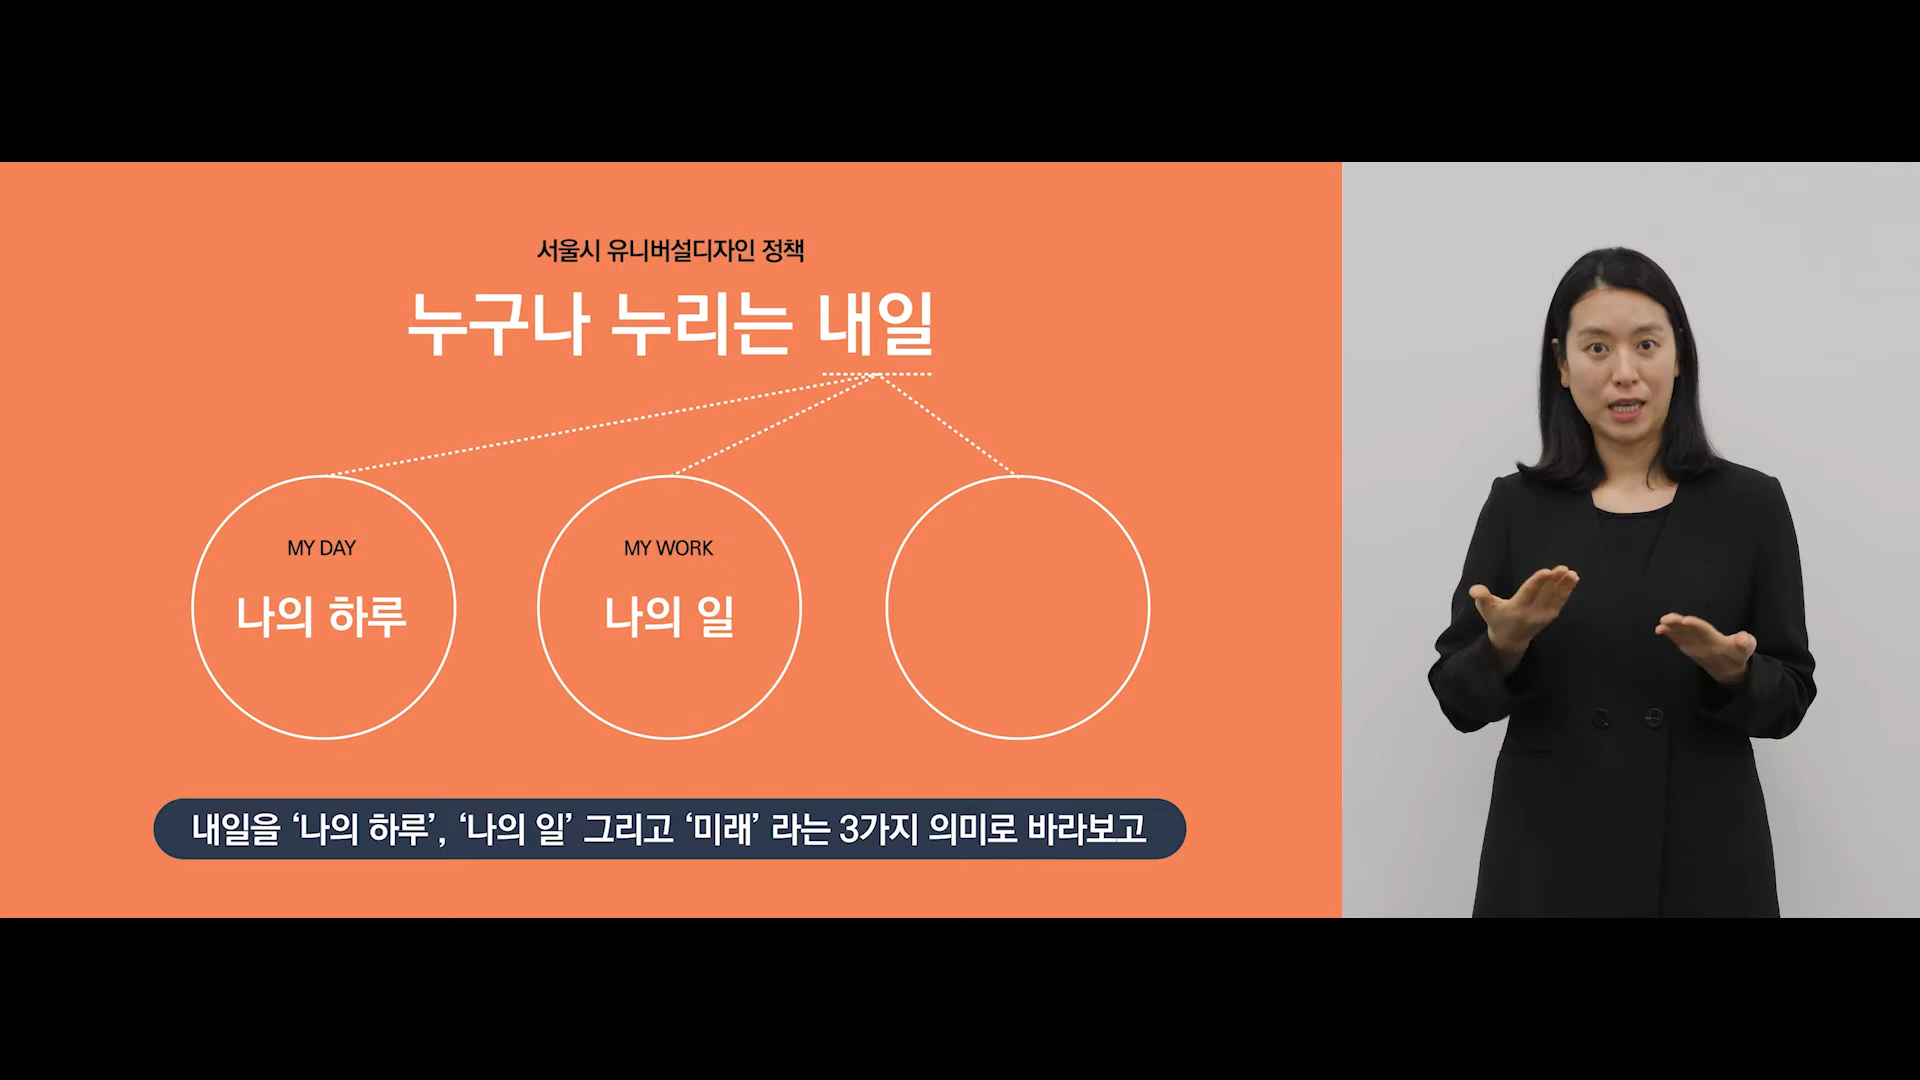 서울시 유니버설디자인 정책
누구나 누리는 내일
MY DAY
나의 하루
MY WORK
나의 일
내일을 ‘나의 하루’, ‘나의 일’ 그리고 ‘미래’ 라는 3가지 의미로 바라보고